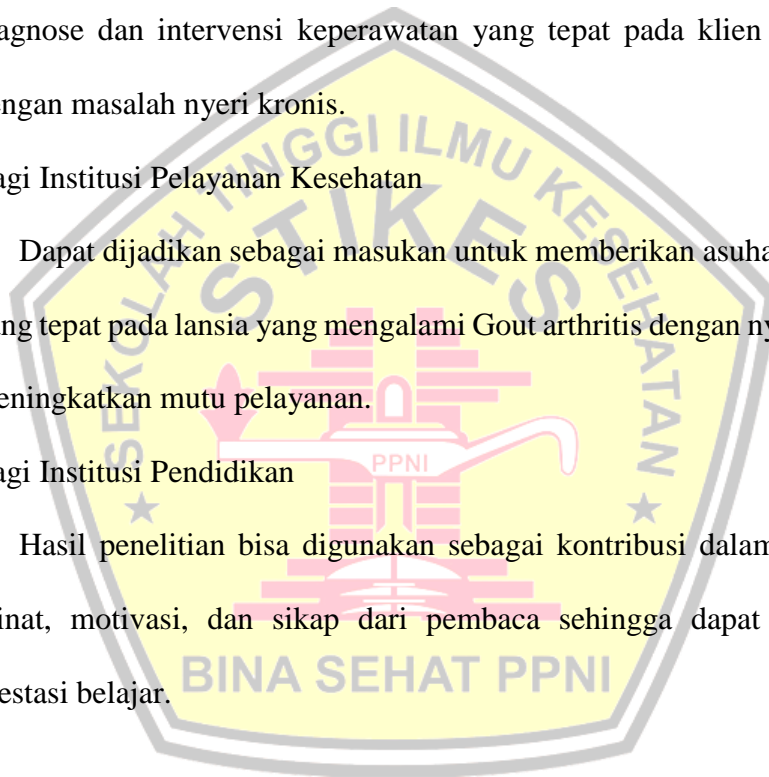 agnose dan intervensi keperawatan yang tepat pada klien
engan masalah nyeri kronis.
agi Institusi Pelayanan Kesehatan
Dapat dijadikan sebagai masukan untuk memberikan asuha
ng tepat pada lansia yang mengalami Gout arthritis dengan ny
eningkatkan mutu pelayanan.
agi Institusi Pendidikan
Hasil penelitian bisa digunakan sebagai kontribusi dalam
inat, motivasi, dan sikap dari pembaca sehingga dapat
estasi belajar.
SEKOLAH TINGGI ILMU KESEHATAN
STIKES
PPNI
BINA SEHAT PPNI